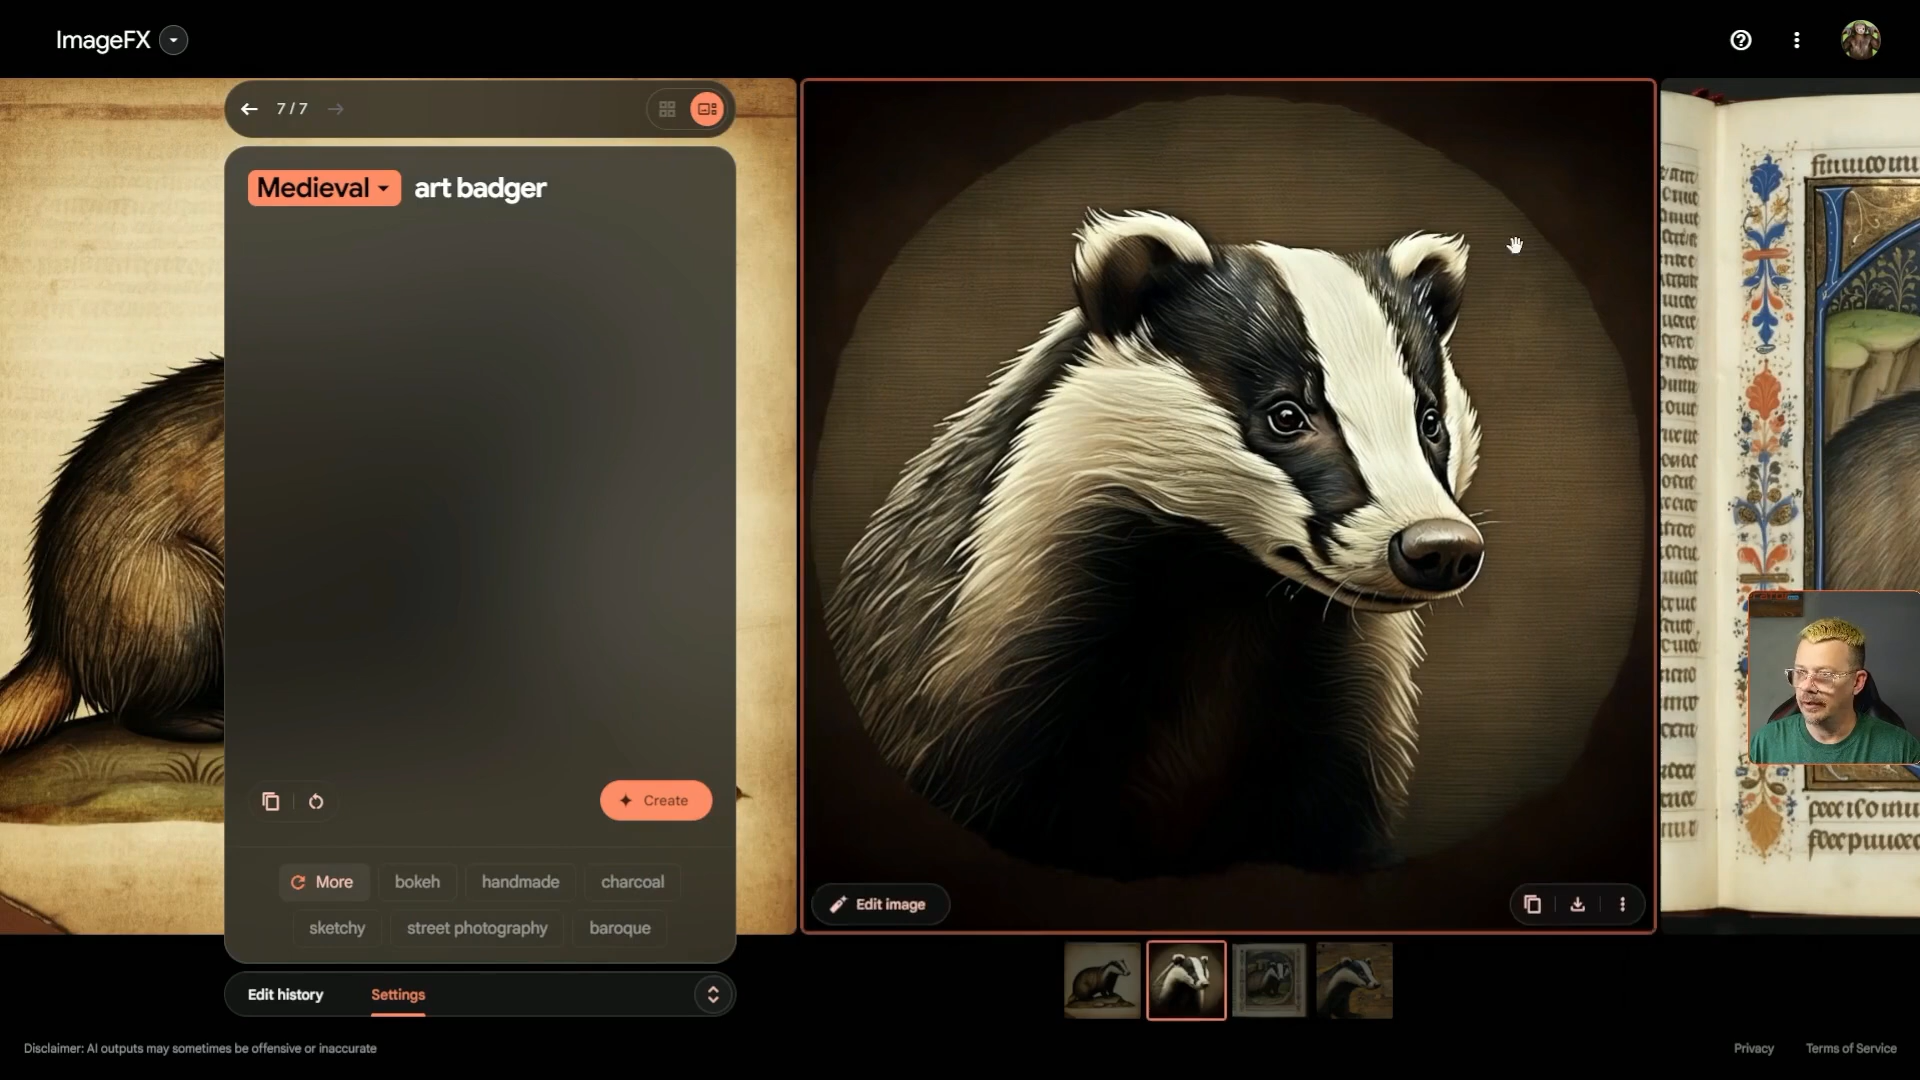 ImageFX
7 / 7
Medieval art badger
Create
More bokeh handmade charcoal
sketchy street photography baroque
Edit history Settings
Edit image
Disclaimer: AI outputs may sometimes be offensive or inaccurate
Privacy Terms of Service